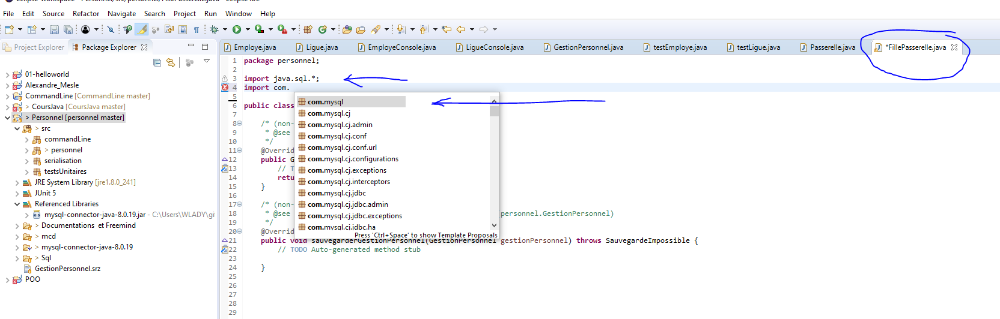 eclipse-workspace - Personnel/src/personnel/FillePasserelle.java - Eclipse IDE
File Edit Source Refactor Navigate Search Project Run Window Help
Project Explorer Package Explorer
Employe.java Ligue.java EmployeConsole.java LigueConsole.java GestionPersonnel.java testEmploye.java testLigue.java Passerelle.java *FillePasserelle.java
01-helloworld
Alexandre_Mesle
CommandLine [CommandLine master]
> CoursJava [CoursJava master]
> Personnel [personnel master]
> src
commandLine
> personnel
serialisation
testsUnitaires
JRE System Library [jre1.8.0_241]
JUnit 5
Referenced Libraries
mysql-connector-java-8.0.19.jar - C:\Users\WLADY\gi
> Documentations et Freemind
> mcd
> mysql-connector-java-8.0.19
> Sql
GestionPersonnel.srz
POO
1 package personnel;
2
3 import java.sql.*;
4 import com.
5
6 public class
7
8 /* (non-
9 * @see
10 */
11 @Overrid
12 public G
13 // T
14 retu
15 }
16
17 /* (non-
18 * @see personnel.GestionPersonnel)
19 */
20 @Overrid
21 public void sauvegarderGestionPersonnel(GestionPersonnel gestionPersonnel) throws SauvegardeImpossible {
22 // TODO Auto-generated method stub
23
24 }
25
26
27
28
29
com.mysql
com.mysql.cj
com.mysql.cj.admin
com.mysql.cj.conf
com.mysql.cj.conf.url
com.mysql.cj.configurations
com.mysql.cj.exceptions
com.mysql.cj.interceptors
com.mysql.cj.jdbc
com.mysql.cj.jdbc.admin
com.mysql.cj.jdbc.exceptions
com.mysql.cj.jdbc.ha
Press 'Ctrl+Space' to show Template Proposals